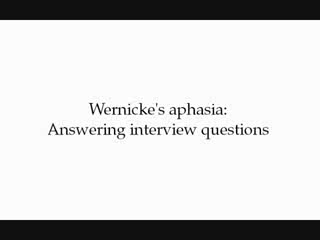 Wernicke's aphasia:
Answering interview questions